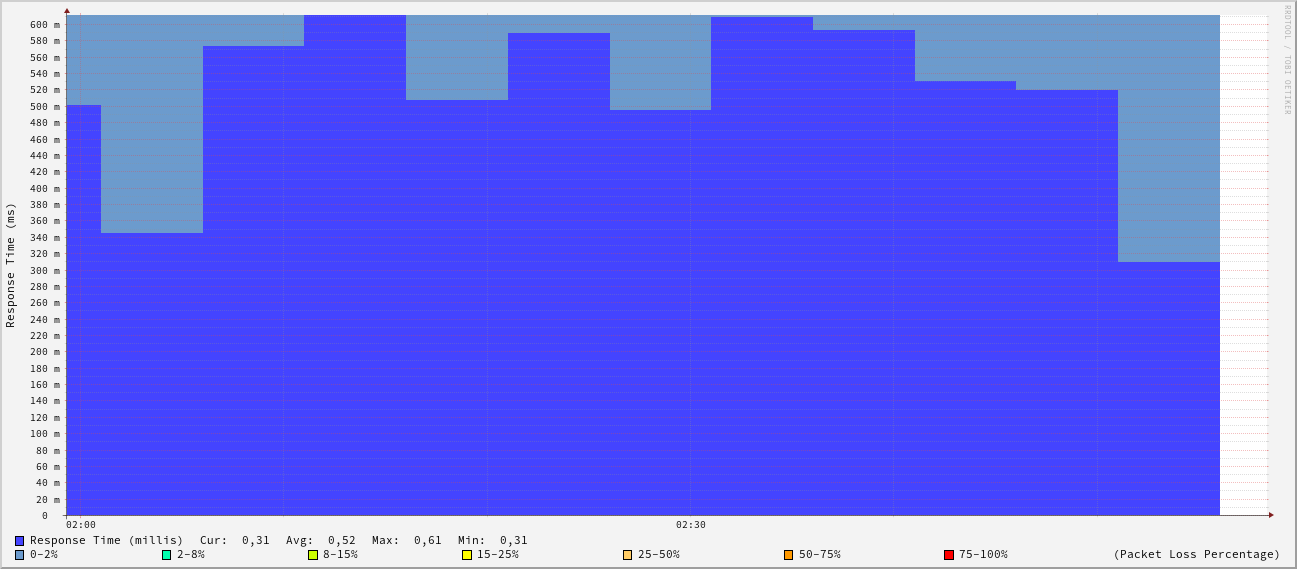 RRDTOOL / TOBI OETIKER
Response Time (ms)
600 m
580 m
560 m
540 m
520 m
500 m
480 m
460 m
440 m
420 m
400 m
380 m
360 m
340 m
320 m
300 m
280 m
260 m
240 m
220 m
200 m
180 m
160 m
140 m
120 m
100 m
80 m
60 m
40 m
20 m
0
02:00 02:30
Response Time (millis) Cur: 0,31 Avg: 0,52 Max: 0,61 Min: 0,31
0-2% 2-8% 8-15% 15-25% 25-50% 50-75% 75-100% (Packet Loss Percentage)